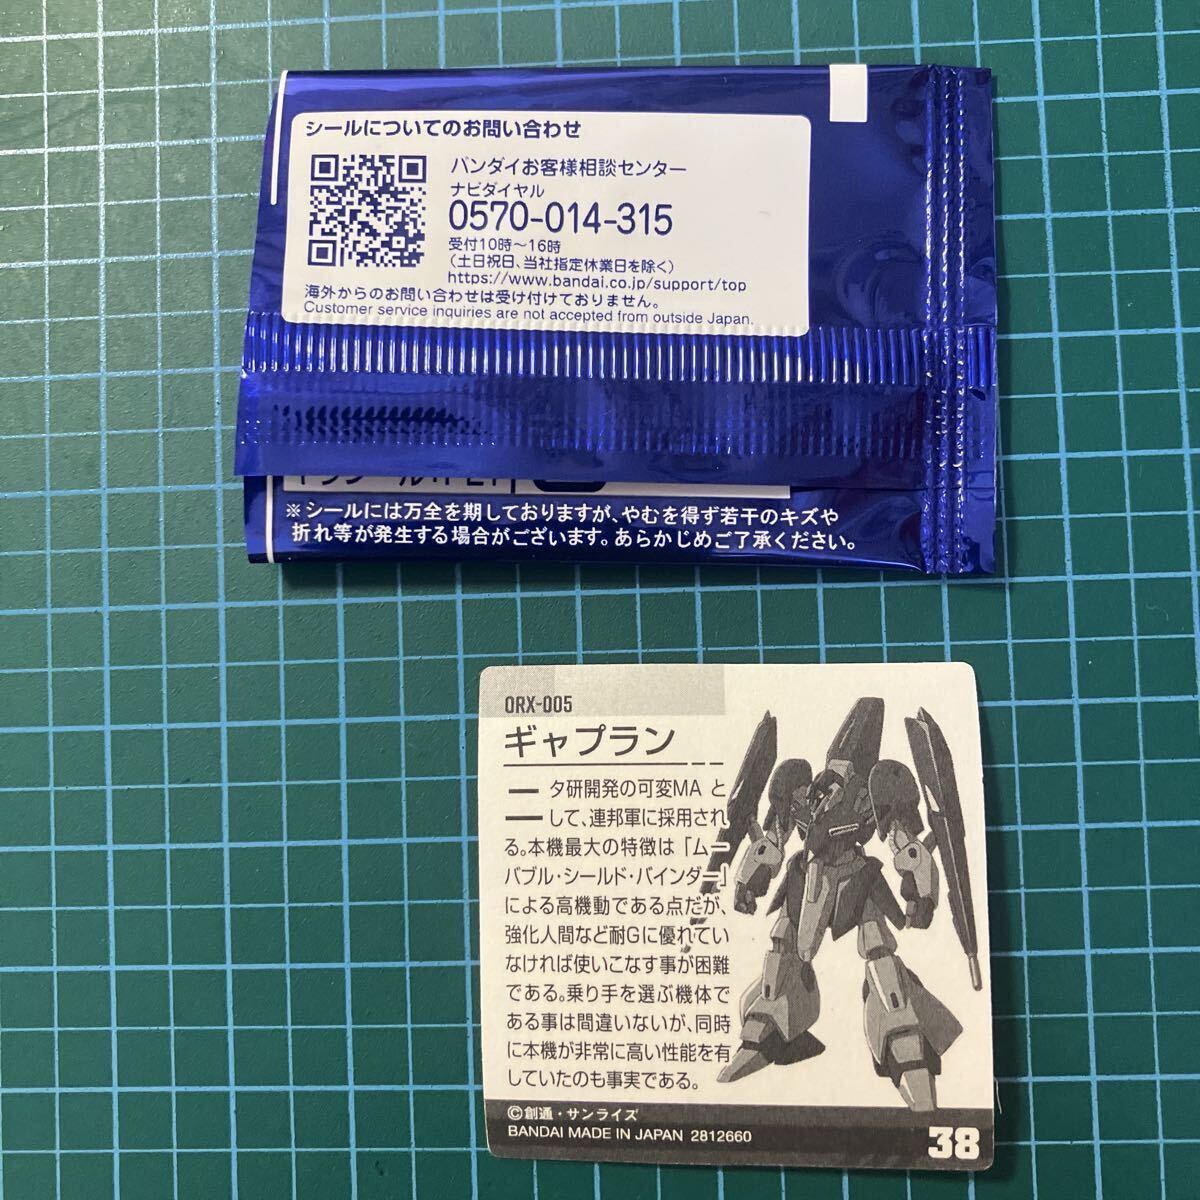 シールについてのお問い合わせ
バンダイお客様相談センター
ナビダイヤル
0570-014-315
受付10時～16時
(土日祝日、当社指定休業日を除く)
https://www.bandai.co.jp/support/top
海外からのお問い合わせは受け付けておりません。
Customer service inquiries are not accepted from outside Japan.
※シールには万全を期しておりますが、やむを得ず若干のキズや
折れ等が発生する場合がございます。あらかじめご了承ください。
ORX-005
ギャプラン
ニタ研開発の可変MAと
して、連邦軍に採用され
る。本機最大の特徴は「ムー
バブル・シールド・バインダー」
による高機動である点だが、
強化人間など耐Gに優れてい
なければ使いこなす事が困難
である。乗り手を選ぶ機体で
ある事は間違いないが、同時
に本機が非常に高い性能を有
していたのも事実である。
©創通・サンライズ
BANDAI MADE IN JAPAN 2812660
38